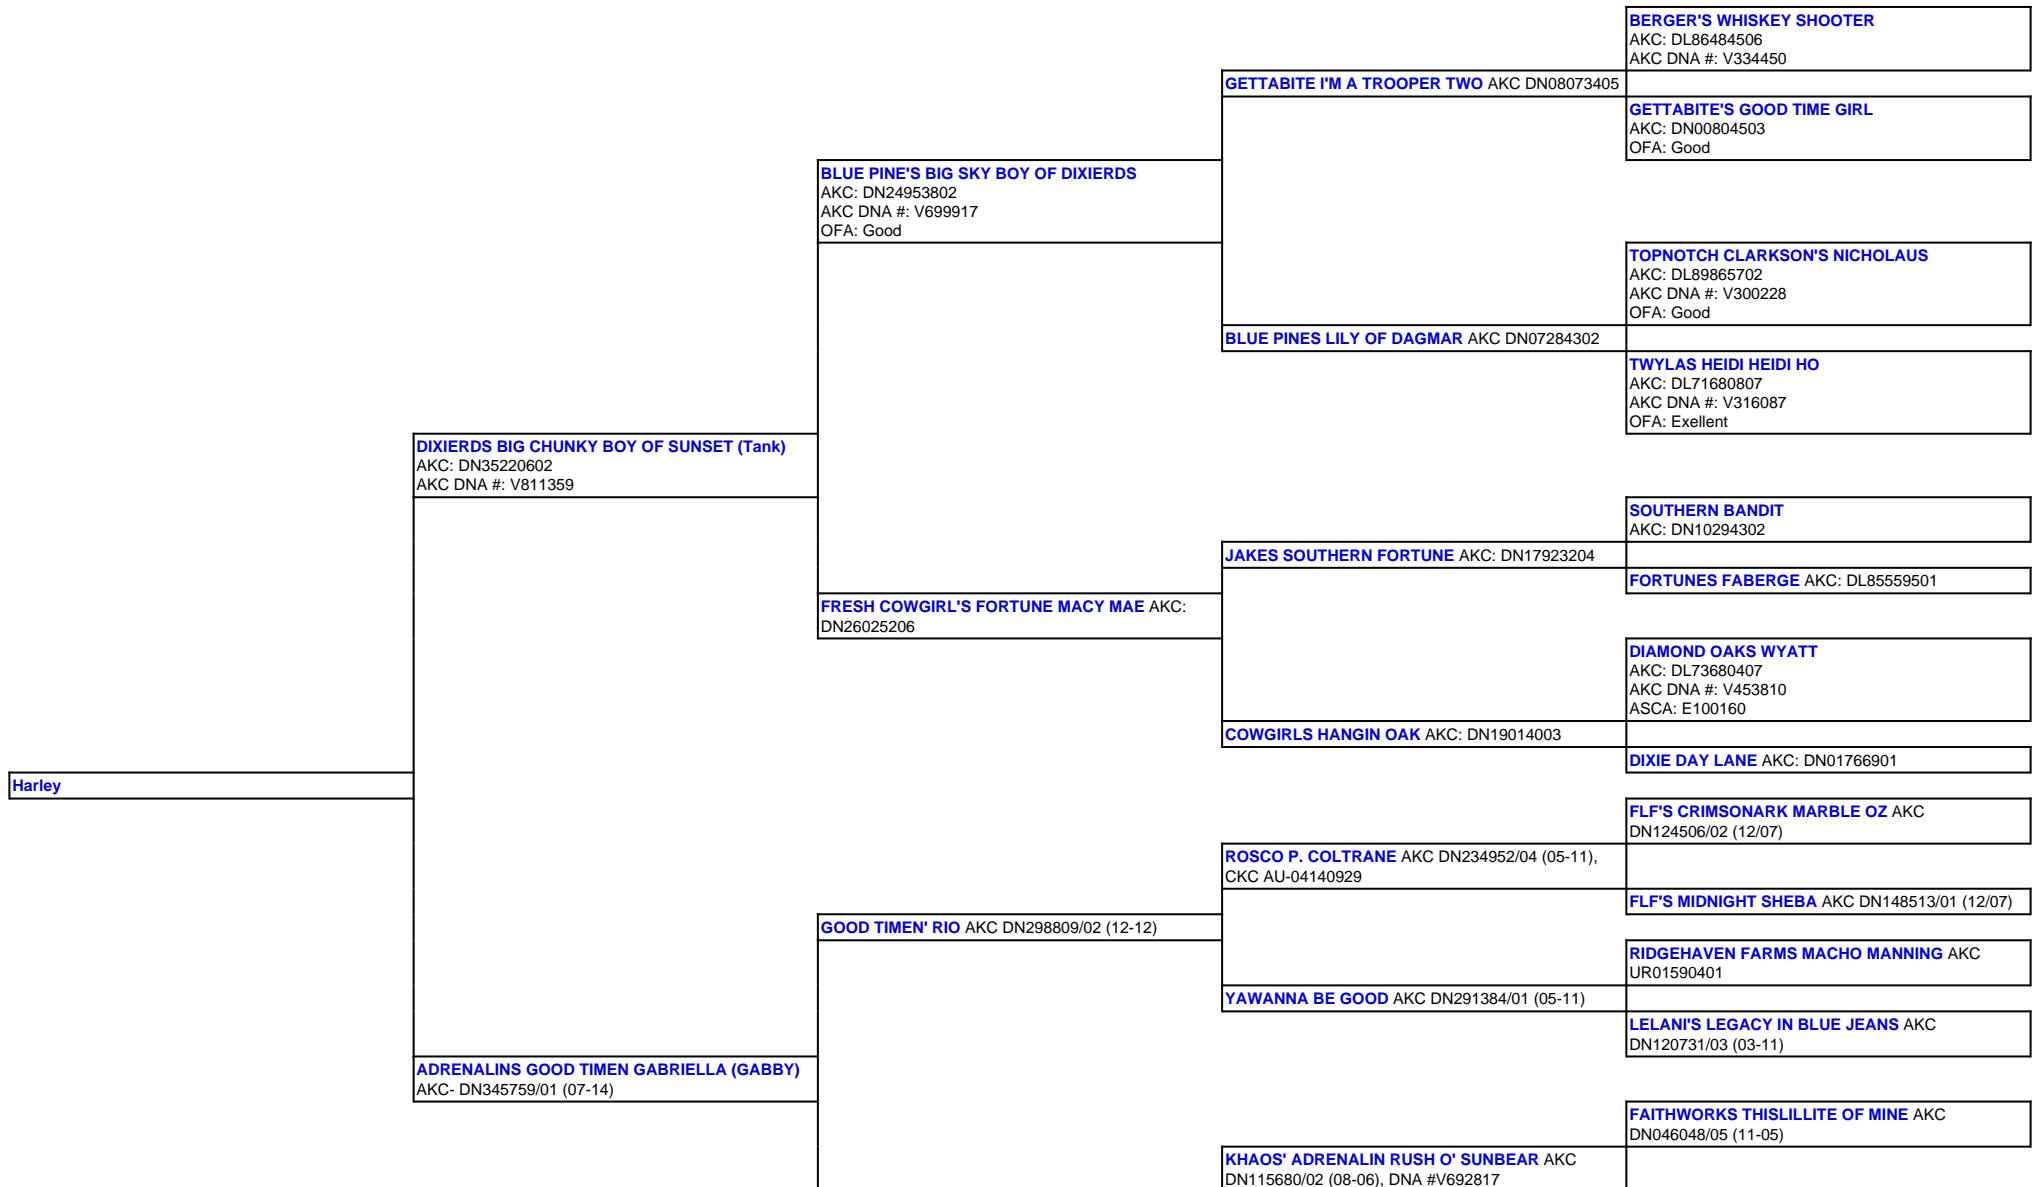 BERGER'S WHISKEY SHOOTER
AKC: DL86484506
AKC DNA #: V334450
GETTABITE I'M A TROOPER TWO AKC DN08073405
GETTABITE'S GOOD TIME GIRL
AKC: DN00804503
OFA: Good
BLUE PINE'S BIG SKY BOY OF DIXIERDS
AKC: DN24953802
AKC DNA #: V699917
OFA: Good
TOPNOTCH CLARKSON'S NICHOLAUS
AKC: DL89865702
AKC DNA #: V300228
OFA: Good
BLUE PINES LILY OF DAGMAR AKC DN07284302
TWYLAS HEIDI HEIDI HO
AKC: DL71680807
AKC DNA #: V316087
OFA: Exellent
DIXIERDS BIG CHUNKY BOY OF SUNSET (Tank)
AKC: DN35220602
AKC DNA #: V811359
SOUTHERN BANDIT
AKC: DN10294302
JAKES SOUTHERN FORTUNE AKC: DN17923204
FORTUNES FABERGE AKC: DL85559501
FRESH COWGIRL'S FORTUNE MACY MAE AKC:
DN26025206
DIAMOND OAKS WYATT
AKC: DL73680407
AKC DNA #: V453810
ASCA: E100160
COWGIRLS HANGIN OAK AKC: DN19014003
DIXIE DAY LANE AKC: DN01766901
Harley
FLF'S CRIMSONARK MARBLE OZ AKC
DN124506/02 (12/07)
ROSCO P. COLTRANE AKC DN234952/04 (05-11),
CKC AU-04140929
FLF'S MIDNIGHT SHEBA AKC DN148513/01 (12/07)
GOOD TIMEN' RIO AKC DN298809/02 (12-12)
RIDGEHAVEN FARMS MACHO MANNING AKC
UR01590401
YAWANNA BE GOOD AKC DN291384/01 (05-11)
LELANI'S LEGACY IN BLUE JEANS AKC
DN120731/03 (03-11)
ADRENALINS GOOD TIMEN GABRIELLA (GABBY)
AKC- DN345759/01 (07-14)
FAITHWORKS THISLILLITE OF MINE AKC
DN046048/05 (11-05)
KHAOS' ADRENALIN RUSH O' SUNBEAR AKC
DN115680/02 (08-06), DNA #V692817